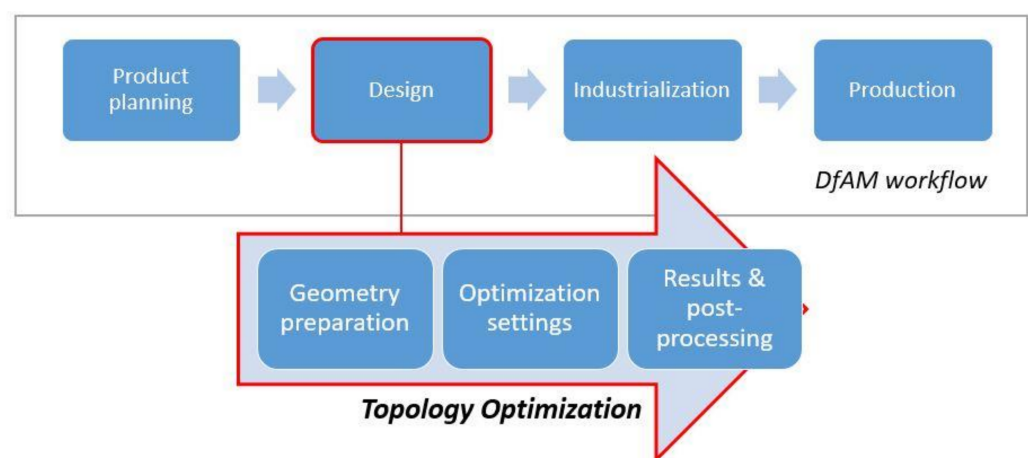 Product
planning
Design
Industrialization
Production
DfAM workflow
Geometry
preparation
Optimization
settings
Results &
post-
processing
Topology Optimization